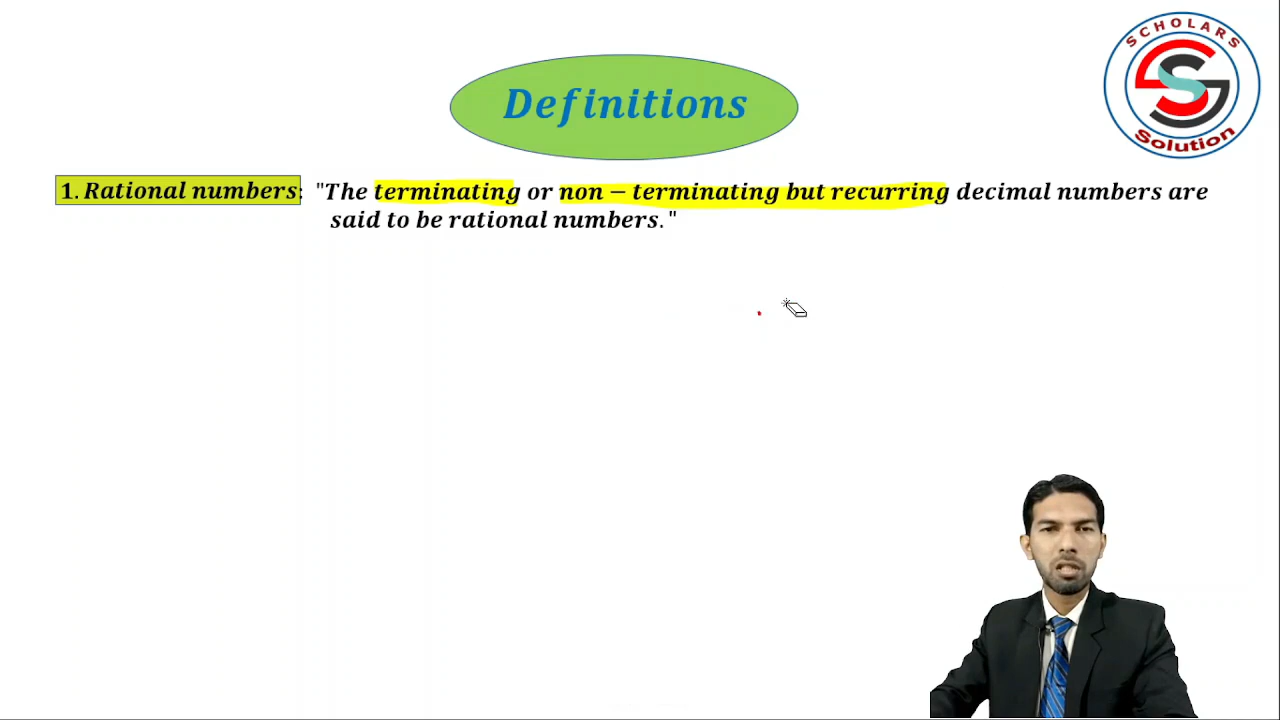 SCHOLARS
Solution
Definitions
1. Rational numbers: "The terminating or non − terminating but recurring decimal numbers are
said to be rational numbers."